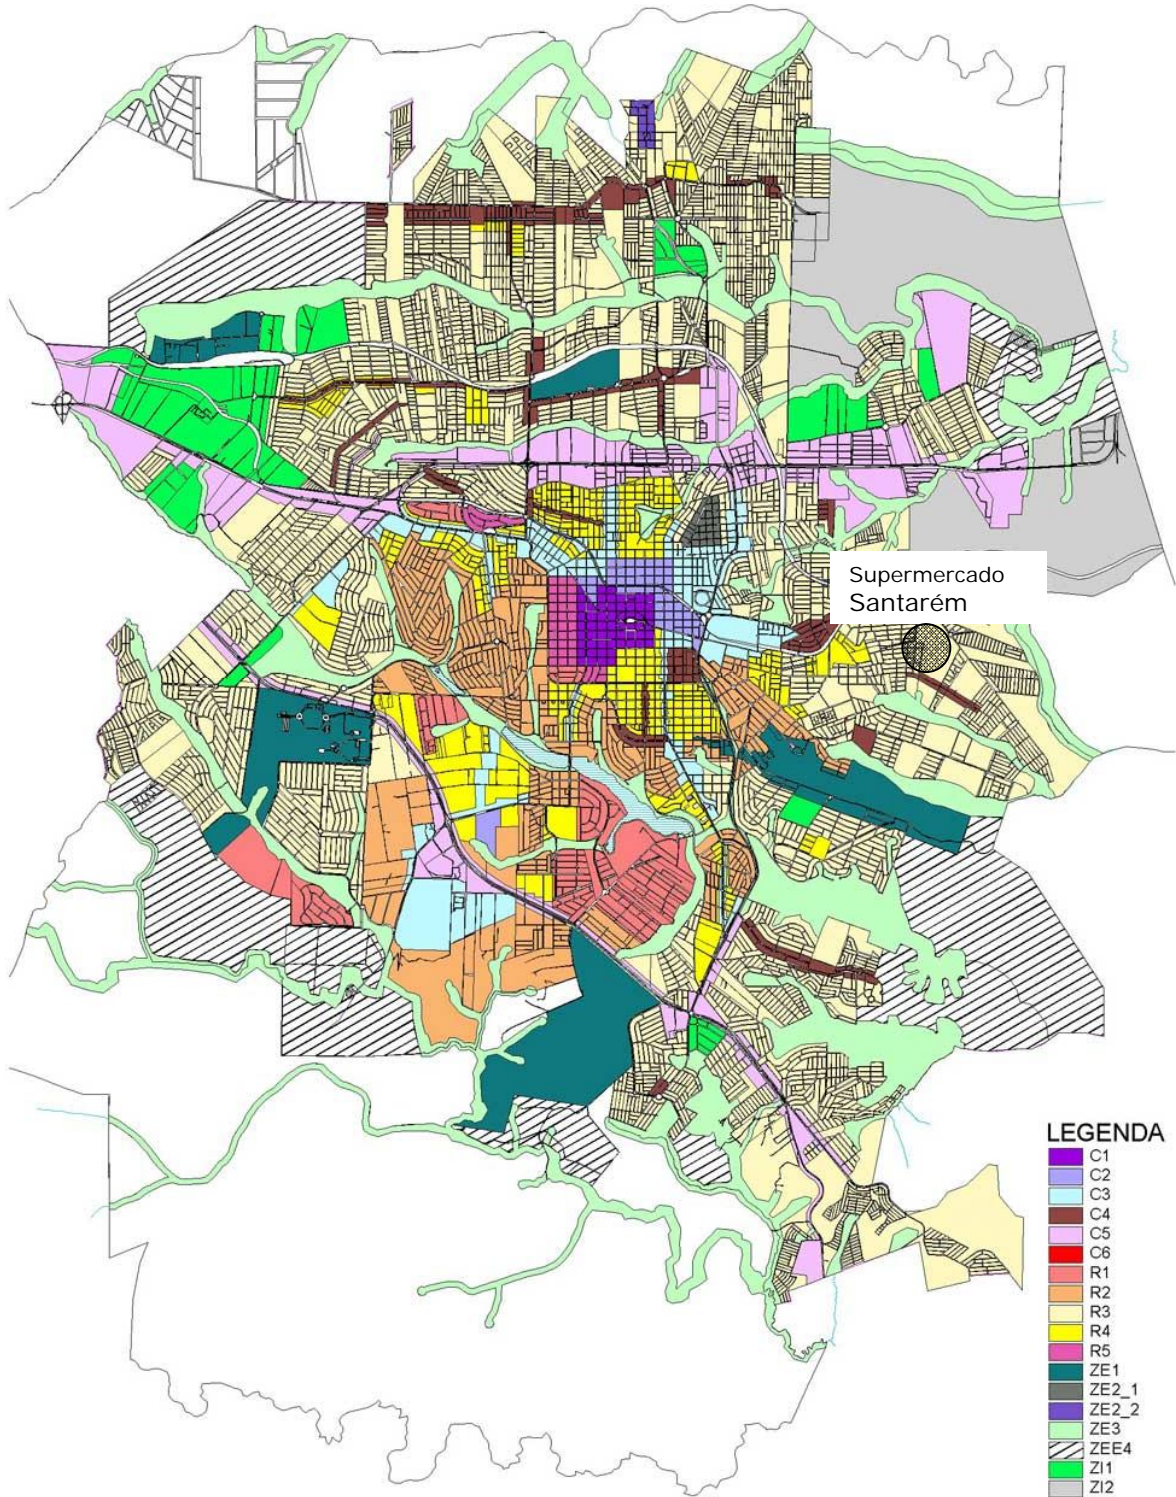 Supermercado
Santarém
LEGENDA
C1
C2
C3
C4
C5
C6
R1
R2
R3
R4
R5
ZE1
ZE2_1
ZE2_2
ZE3
ZEE4
ZI1
ZI2